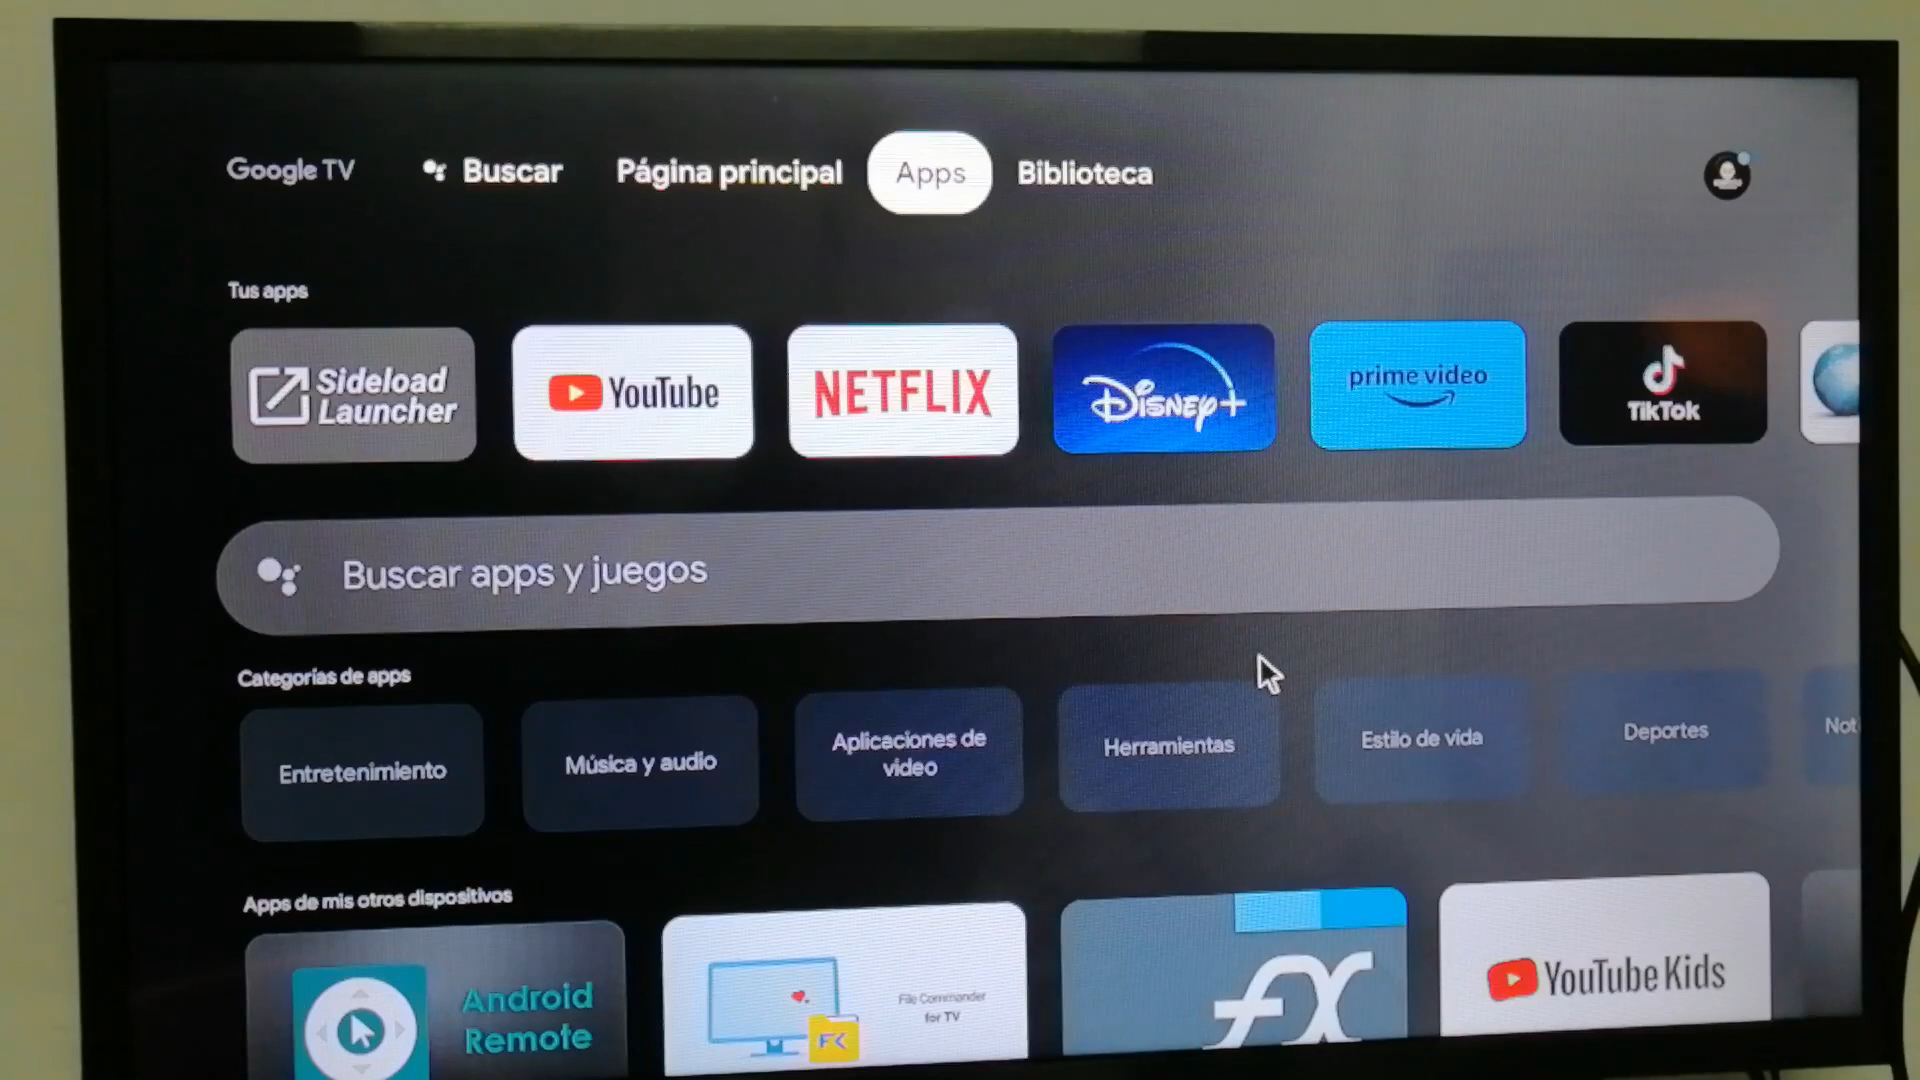 Google TV
Buscar
Página principal
Apps
Biblioteca
Tus apps
Sideload
Launcher
YouTube
NETFLIX
Disney+
prime video
TikTok
Buscar apps y juegos
Categorías de apps
Entretenimiento
Música y audio
Aplicaciones de
video
Herramientas
Estilo de vida
Deportes
Not
Apps de mis otros dispositivos
Android
Remote
File Commander
for TV
FX
YouTube Kids